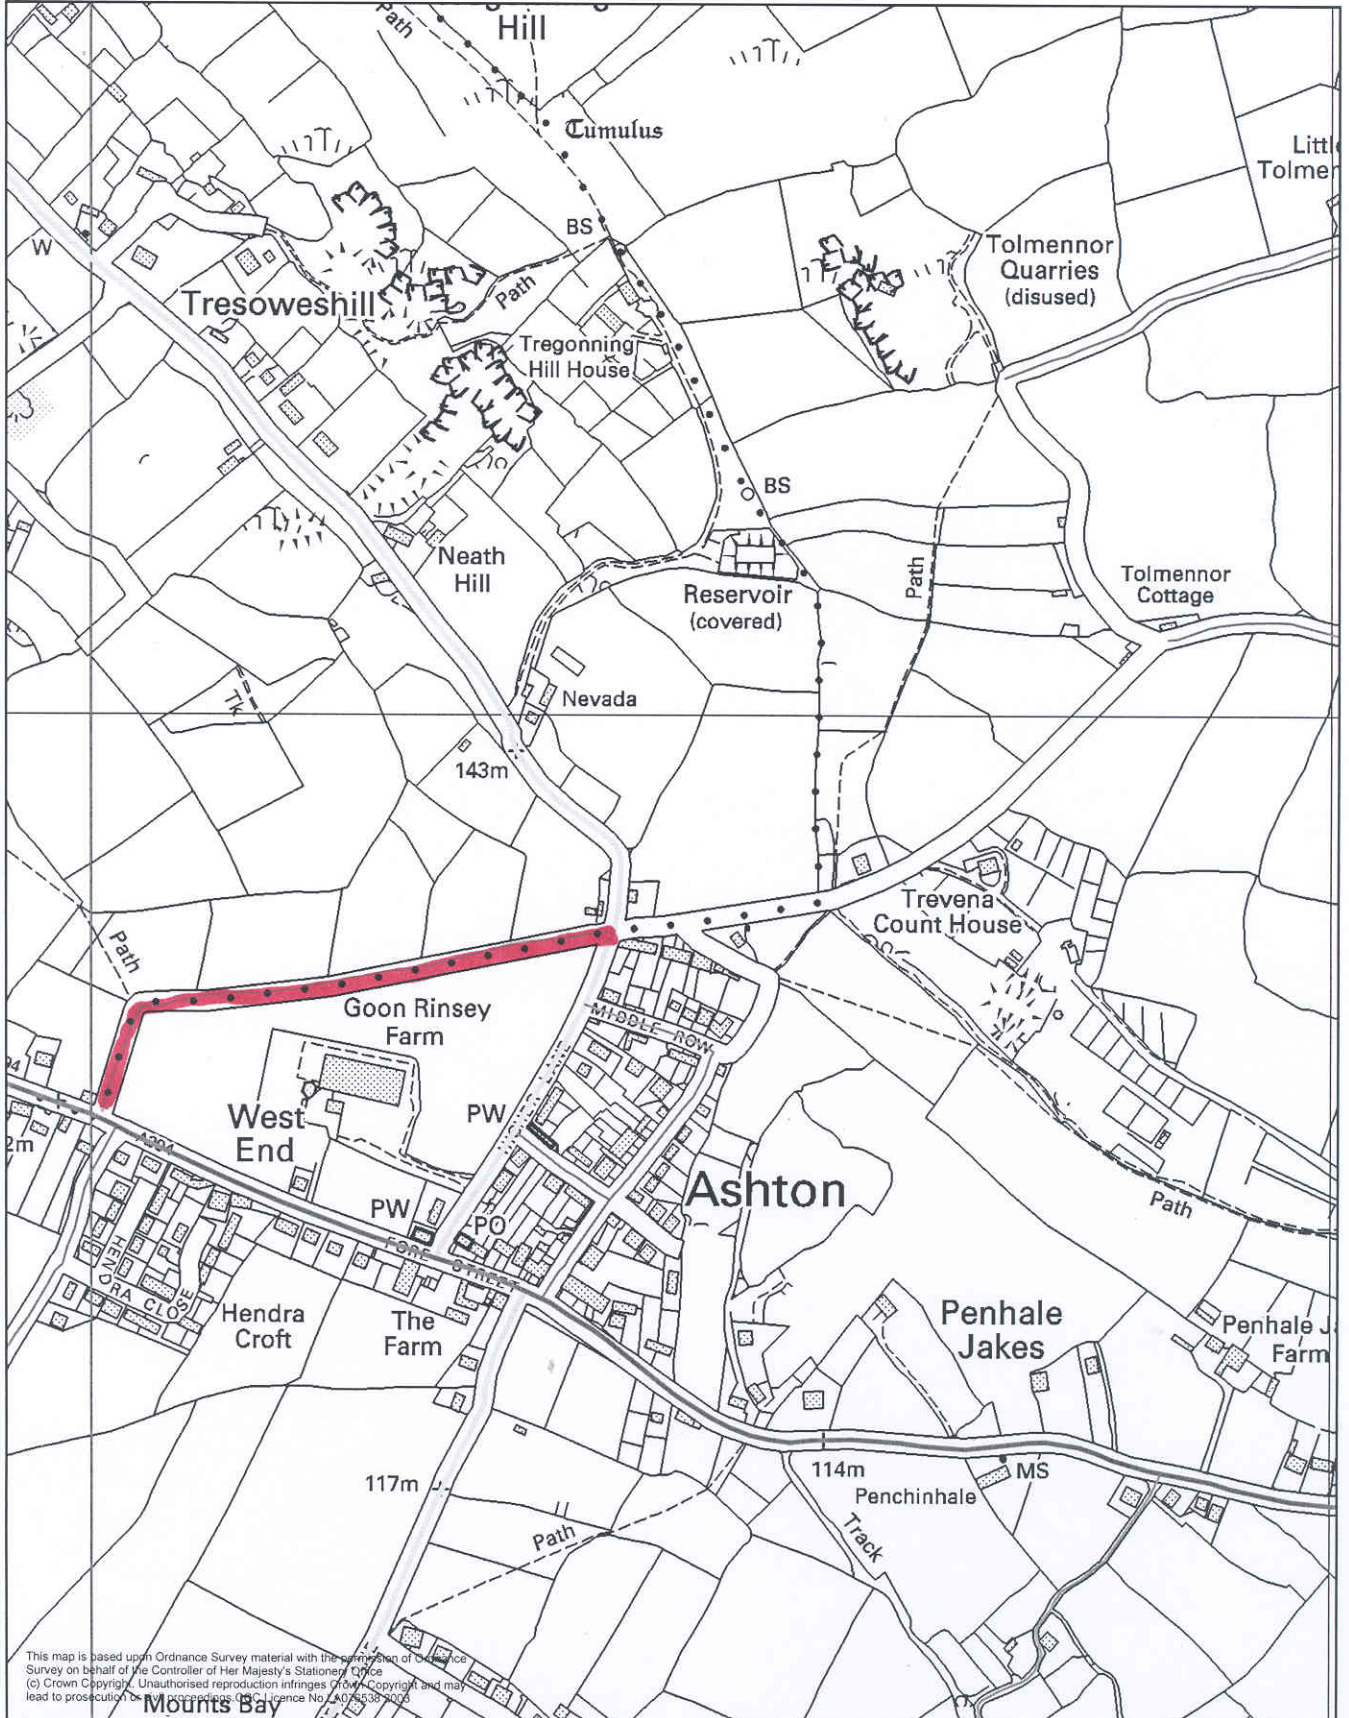 Path
Hill
Tumulus
Tolmennor
Quarries
(disused)
W
BS
Path
Tresoweshill
Tregonning
Hill House
BS
Neath
Hill
Reservoir
(covered)
Path
Tolmennor
Cottage
Tk
Nevada
143m
Trevena
Count House
Path
Goon Rinsey
Farm
MIDDLE ROW
West
End
PW
A394
Ashton
Path
PW
PO
FORE STREET
HENDRA CLOSE
Hendra
Croft
The
Farm
Penhale
Jakes
Penhale J
Farm
117m
114m
MS
Penchinhale
Path
Track
This map is based upon Ordnance Survey material with the permission of Ordnance
Survey on behalf of the Controller of Her Majesty's Stationery Office
(c) Crown Copyright. Unauthorised reproduction infringes Crown Copyright and may
lead to prosecution or civil proceedings.
Mounts Bay